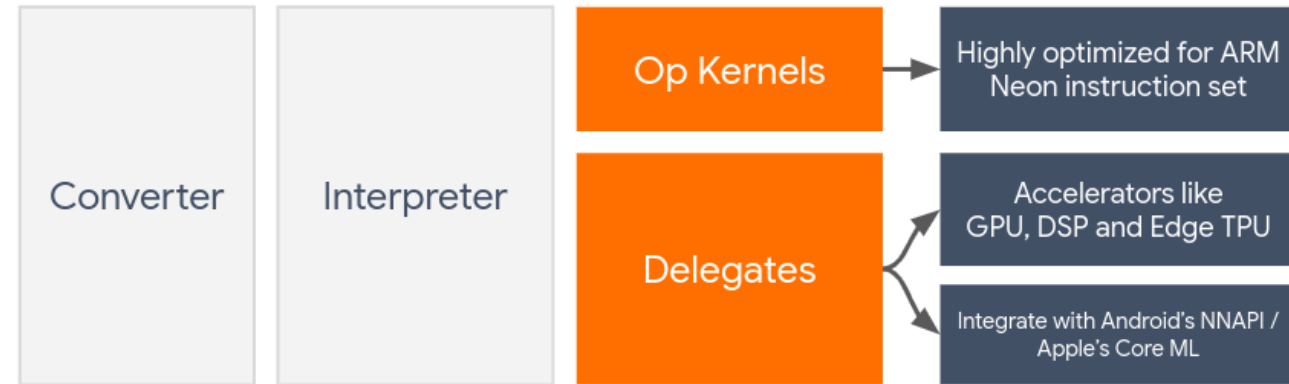 Converter
Interpreter
Op Kernels
Highly optimized for ARM
Neon instruction set
Delegates
Accelerators like
GPU, DSP and Edge TPU
Integrate with Android’s NNAPI /
Apple’s Core ML